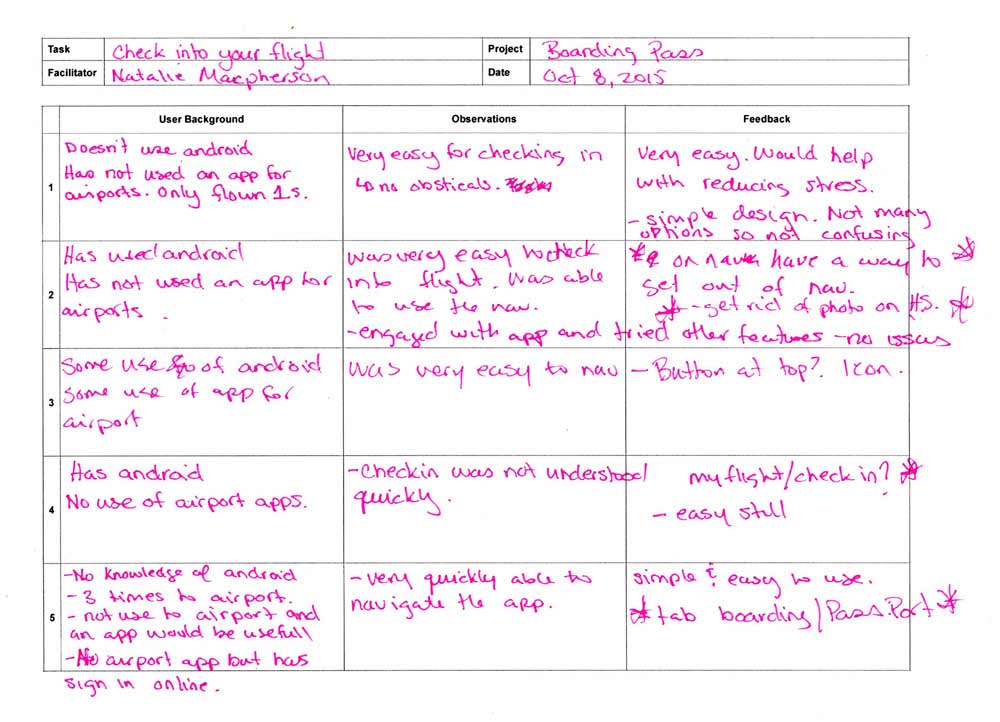 Task Check into your flight Project Boarding Pass
Facilitator Natalie Macpherson Date Oct 8, 2015
User Background Observations Feedback
1
Doesn't use android
Has not used an app for
airports. Only flown 1s.
Very easy for checking in
↳ no obsticals.
Very easy. Would help
with reducing stress.
- simple design. Not many
options so not confusing
2
Has used android
Has not used an app for
airports.
was very easy to check
into flight. Was able
to use the nav.
- engaged with app and tried other features - no issues
* on nav have a way to *
get out of nav.
* - get rid of photo on HS. *
3
Some use of android
Some use of app for
airport
Was very easy to nav
- Button at top? Icon.
4
Has android
No use of airport apps.
- Checkin was not understood
quickly.
my flight/check in? *
- easy still
5
- No knowledge of android
- 3 times to airport.
- not use to airport and
an app would be usefull
- No airport app but has
sign in online.
- very quickly able to
navigate the app.
simple & easy to use.
* tab boarding/Pass.Port *